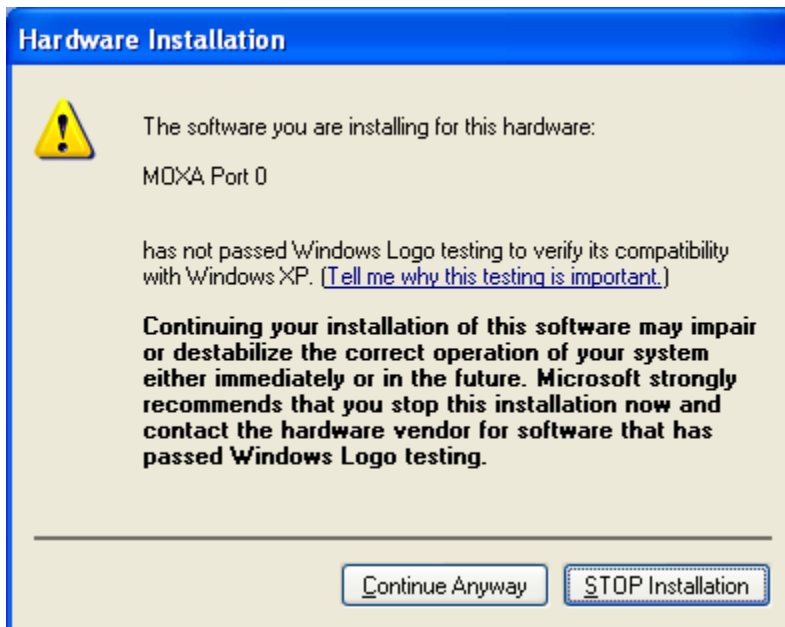 Hardware Installation
The software you are installing for this hardware:
MOXA Port 0
has not passed Windows Logo testing to verify its compatibility
with Windows XP. (Tell me why this testing is important.)
Continuing your installation of this software may impair
or destabilize the correct operation of your system
either immediately or in the future. Microsoft strongly
recommends that you stop this installation now and
contact the hardware vendor for software that has
passed Windows Logo testing.
Continue Anyway
STOP Installation